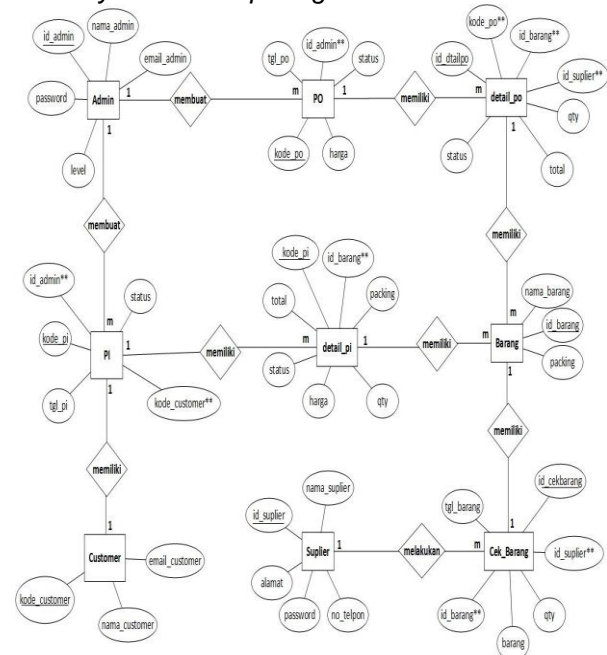 nama_admin
id_admin
email_admin
password
Admin
level
1
membuat
m
tgl_po
id_admin**
status
PO
kode_po
harga
1
memiliki
m
kode_po**
id_barang**
id_dtailpo
id_suplier**
detail_po
qty
status
total
1
1
membuat
memiliki
id_admin**
status
m
PI
kode_pi
tgl_pi
kode_customer**
1
memiliki
m
kode_pi
id_barang**
total
packing
detail_pi
status
harga
qty
1
memiliki
m
m
nama_barang
Barang
id_barang
packing
1
1
memiliki
memiliki
1
Customer
email_customer
kode_customer
nama_customer
nama_suplier
id_suplier
Suplier
alamat
password
no_telpon
1
melakukan
m
1
id_cekbarang
tgl_barang
Cek_Barang
id_suplier**
id_barang**
qty
barang